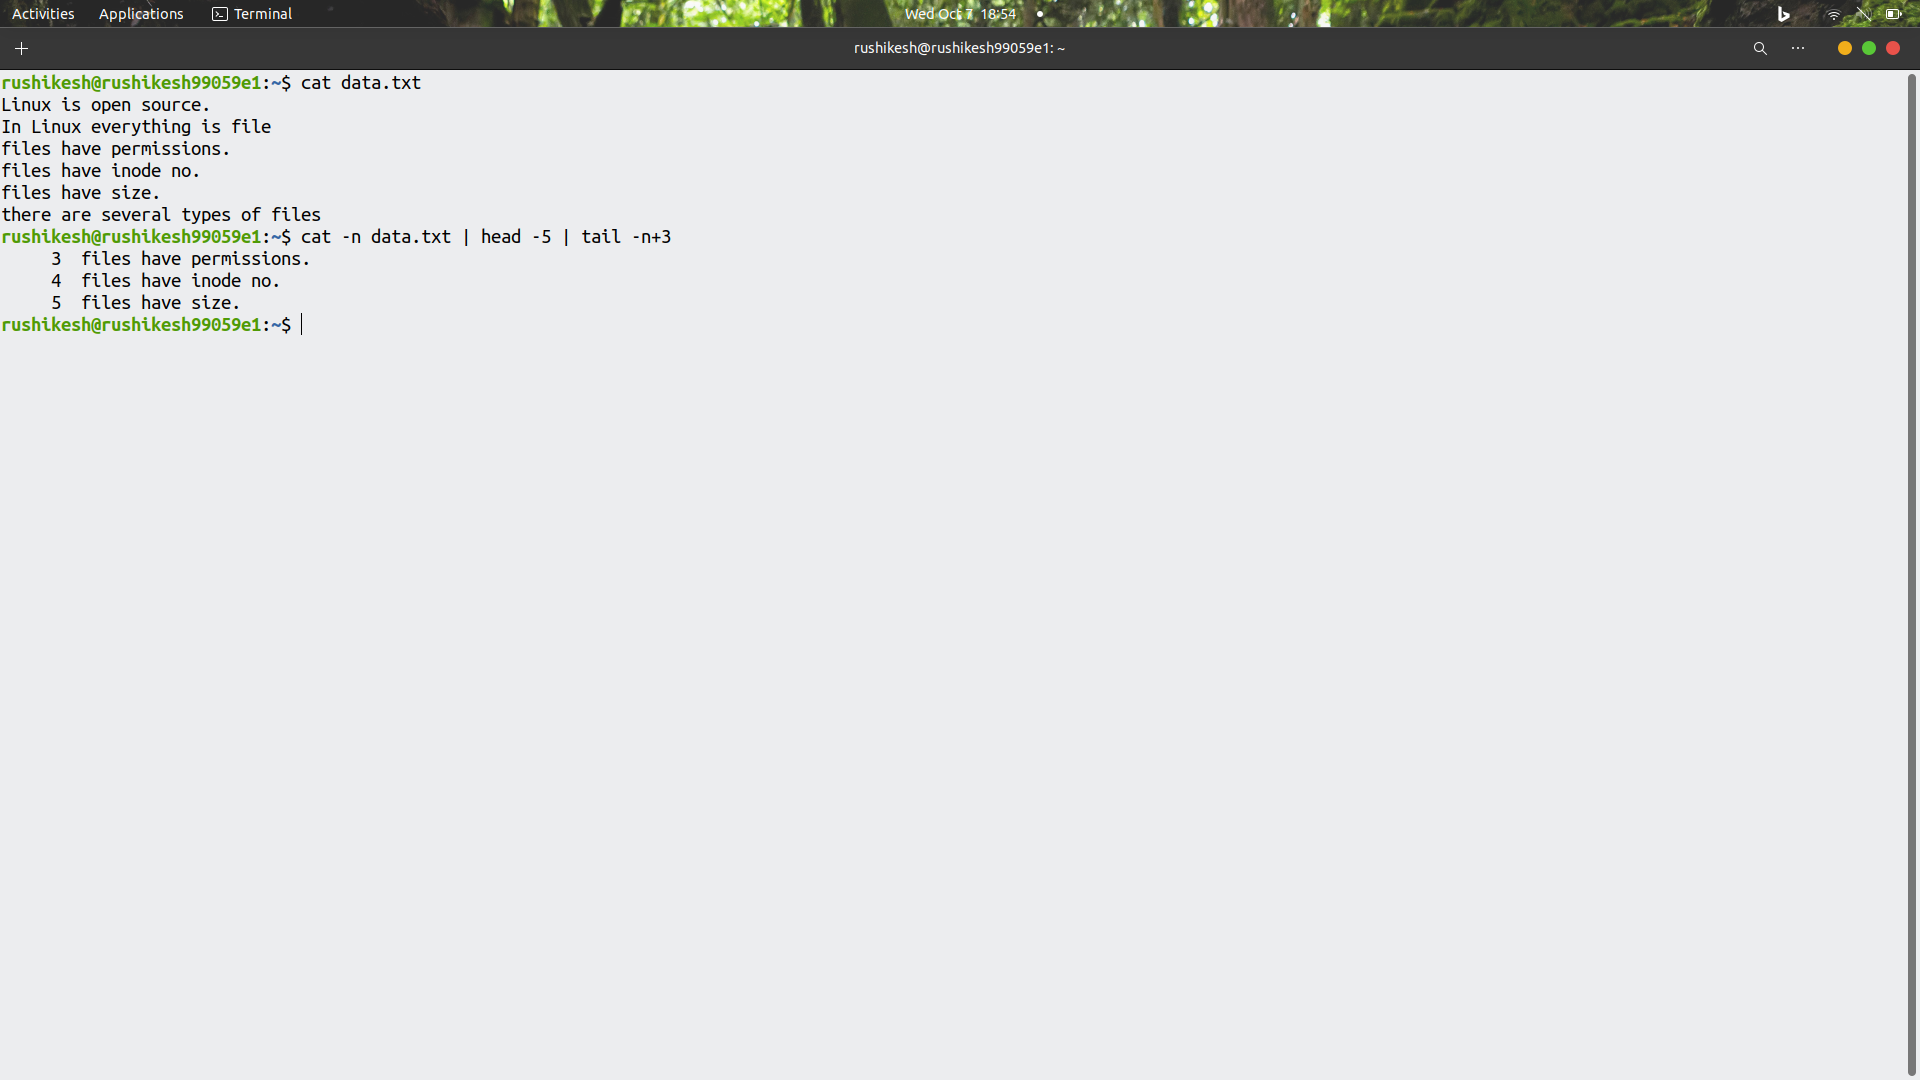 Activities Applications Terminal Wed Oct 7 18:54
rushikesh@rushikesh99059e1: ~
rushikesh@rushikesh99059e1:~$ cat data.txt
Linux is open source.
In Linux everything is file
files have permissions.
files have inode no.
files have size.
there are several types of files
rushikesh@rushikesh99059e1:~$ cat -n data.txt | head -5 | tail -n+3
     3  files have permissions.
     4  files have inode no.
     5  files have size.
rushikesh@rushikesh99059e1:~$